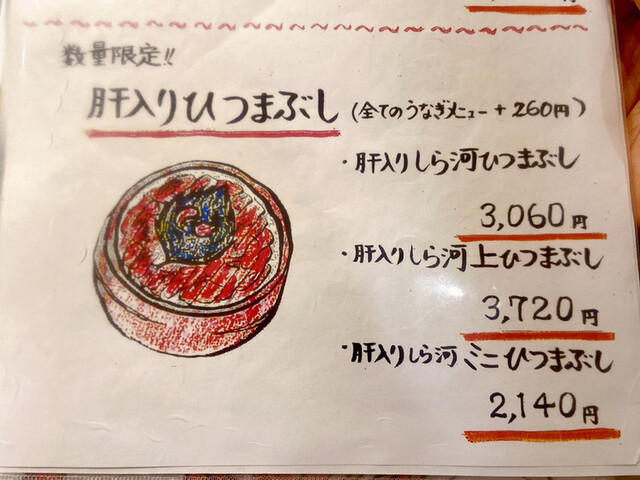 数量限定!!
肝入りひつまぶし (全てのうなぎメニュー + 260円)
・肝入りしら河ひつまぶし
3,060円
・肝入りしら河上ひつまぶし
3,720円
・肝入りしら河ミニひつまぶし
2,140円